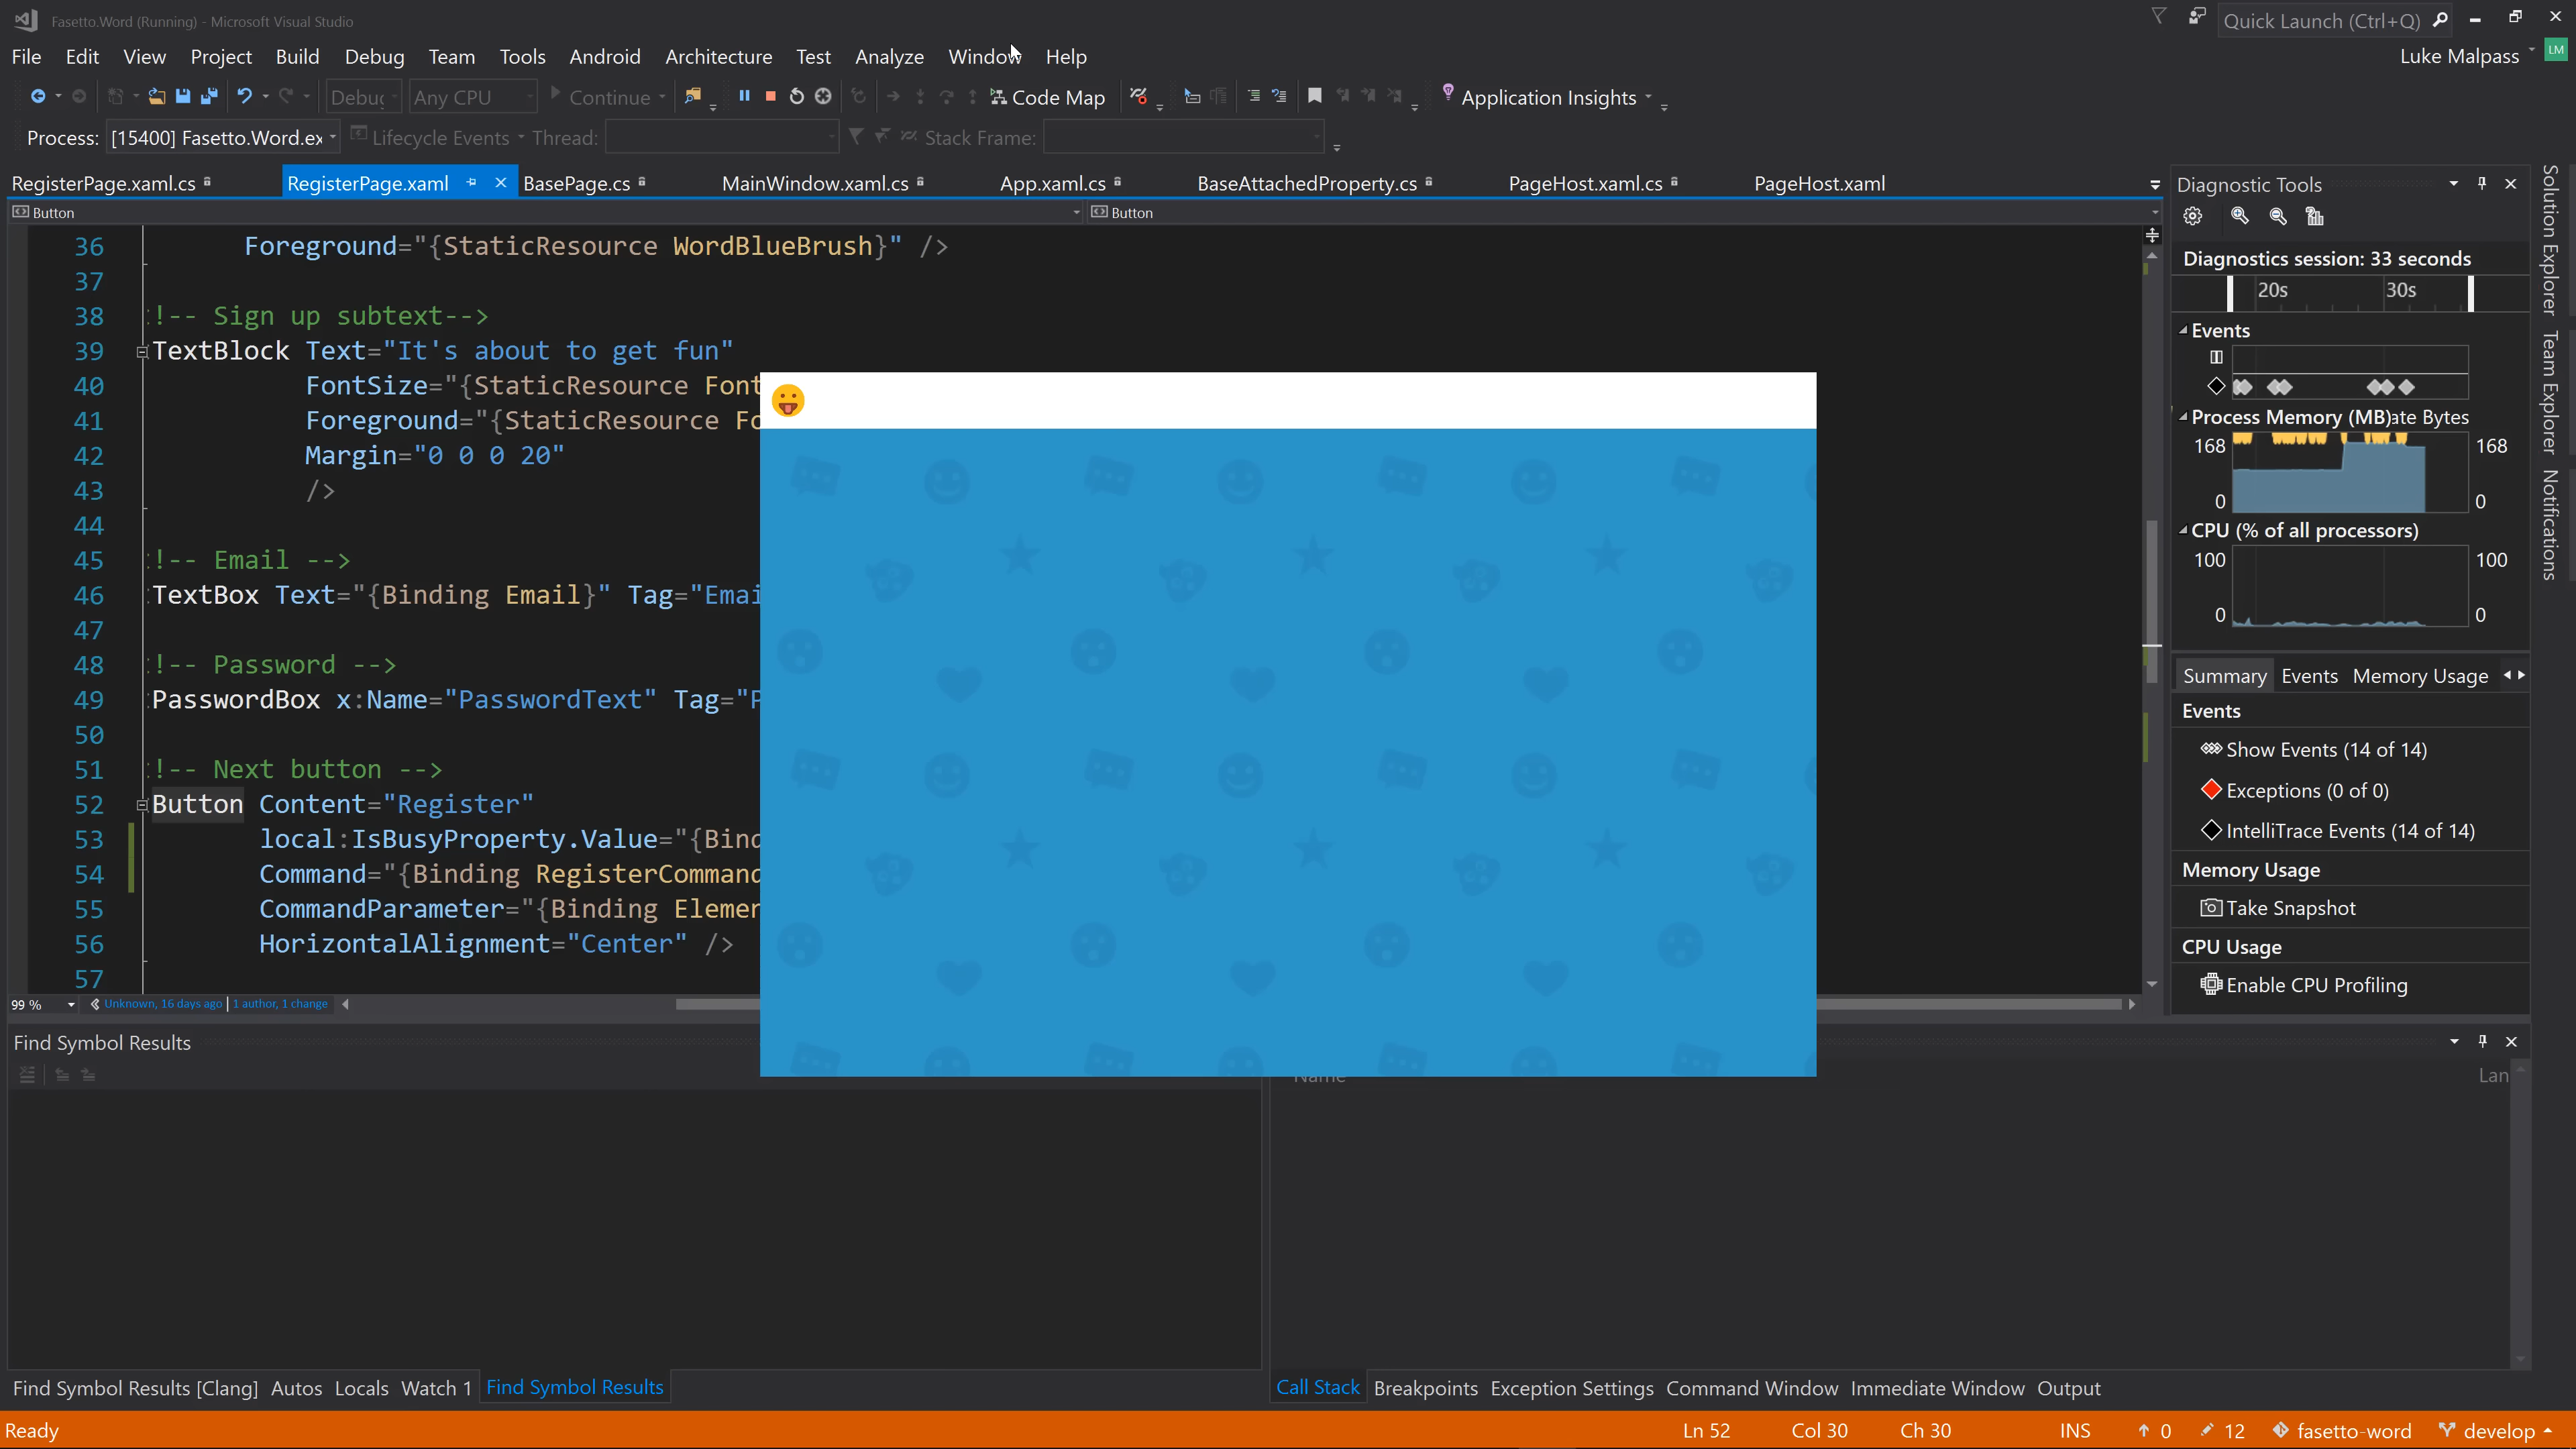 Fasetto.Word (Running) - Microsoft Visual Studio
Quick Launch (Ctrl+Q)
File Edit View Project Build Debug Team Tools Android Architecture Test Analyze Window Help
Luke Malpass LM
Debug Any CPU Continue Code Map Application Insights
Process: [15400] Fasetto.Word.ex Lifecycle Events Thread: Stack Frame:
RegisterPage.xaml.cs RegisterPage.xaml BasePage.cs MainWindow.xaml.cs App.xaml.cs BaseAttachedProperty.cs PageHost.xaml.cs PageHost.xaml
Button Button
36 Foreground="{StaticResource WordBlueBrush}" />
37
38 !-- Sign up subtext-->
39 TextBlock Text="It's about to get fun"
40 FontSize="{StaticResource Font
41 Foreground="{StaticResource Fo
42 Margin="0 0 0 20"
43 />
44
45 !-- Email -->
46 TextBox Text="{Binding Email}" Tag="Emai
47
48 !-- Password -->
49 PasswordBox x:Name="PasswordText" Tag="P
50
51 !-- Next button -->
52 Button Content="Register"
53 local:IsBusyProperty.Value="{Bind
54 Command="{Binding RegisterCommand
55 CommandParameter="{Binding Elemen
56 HorizontalAlignment="Center" />
57
99 % Unknown, 16 days ago | 1 author, 1 change
Diagnostic Tools
Diagnostics session: 33 seconds
20s 30s
Events
Process Memory (MB)ate Bytes
168 168
0 0
CPU (% of all processors)
100 100
0 0
Summary Events Memory Usage
Events
Show Events (14 of 14)
Exceptions (0 of 0)
IntelliTrace Events (14 of 14)
Memory Usage
Take Snapshot
CPU Usage
Enable CPU Profiling
Solution Explorer
Team Explorer
Notifications
Find Symbol Results
Name Lan
Find Symbol Results [Clang] Autos Locals Watch 1 Find Symbol Results
Call Stack Breakpoints Exception Settings Command Window Immediate Window Output
Ready Ln 52 Col 30 Ch 30 INS 0 12 fasetto-word develop